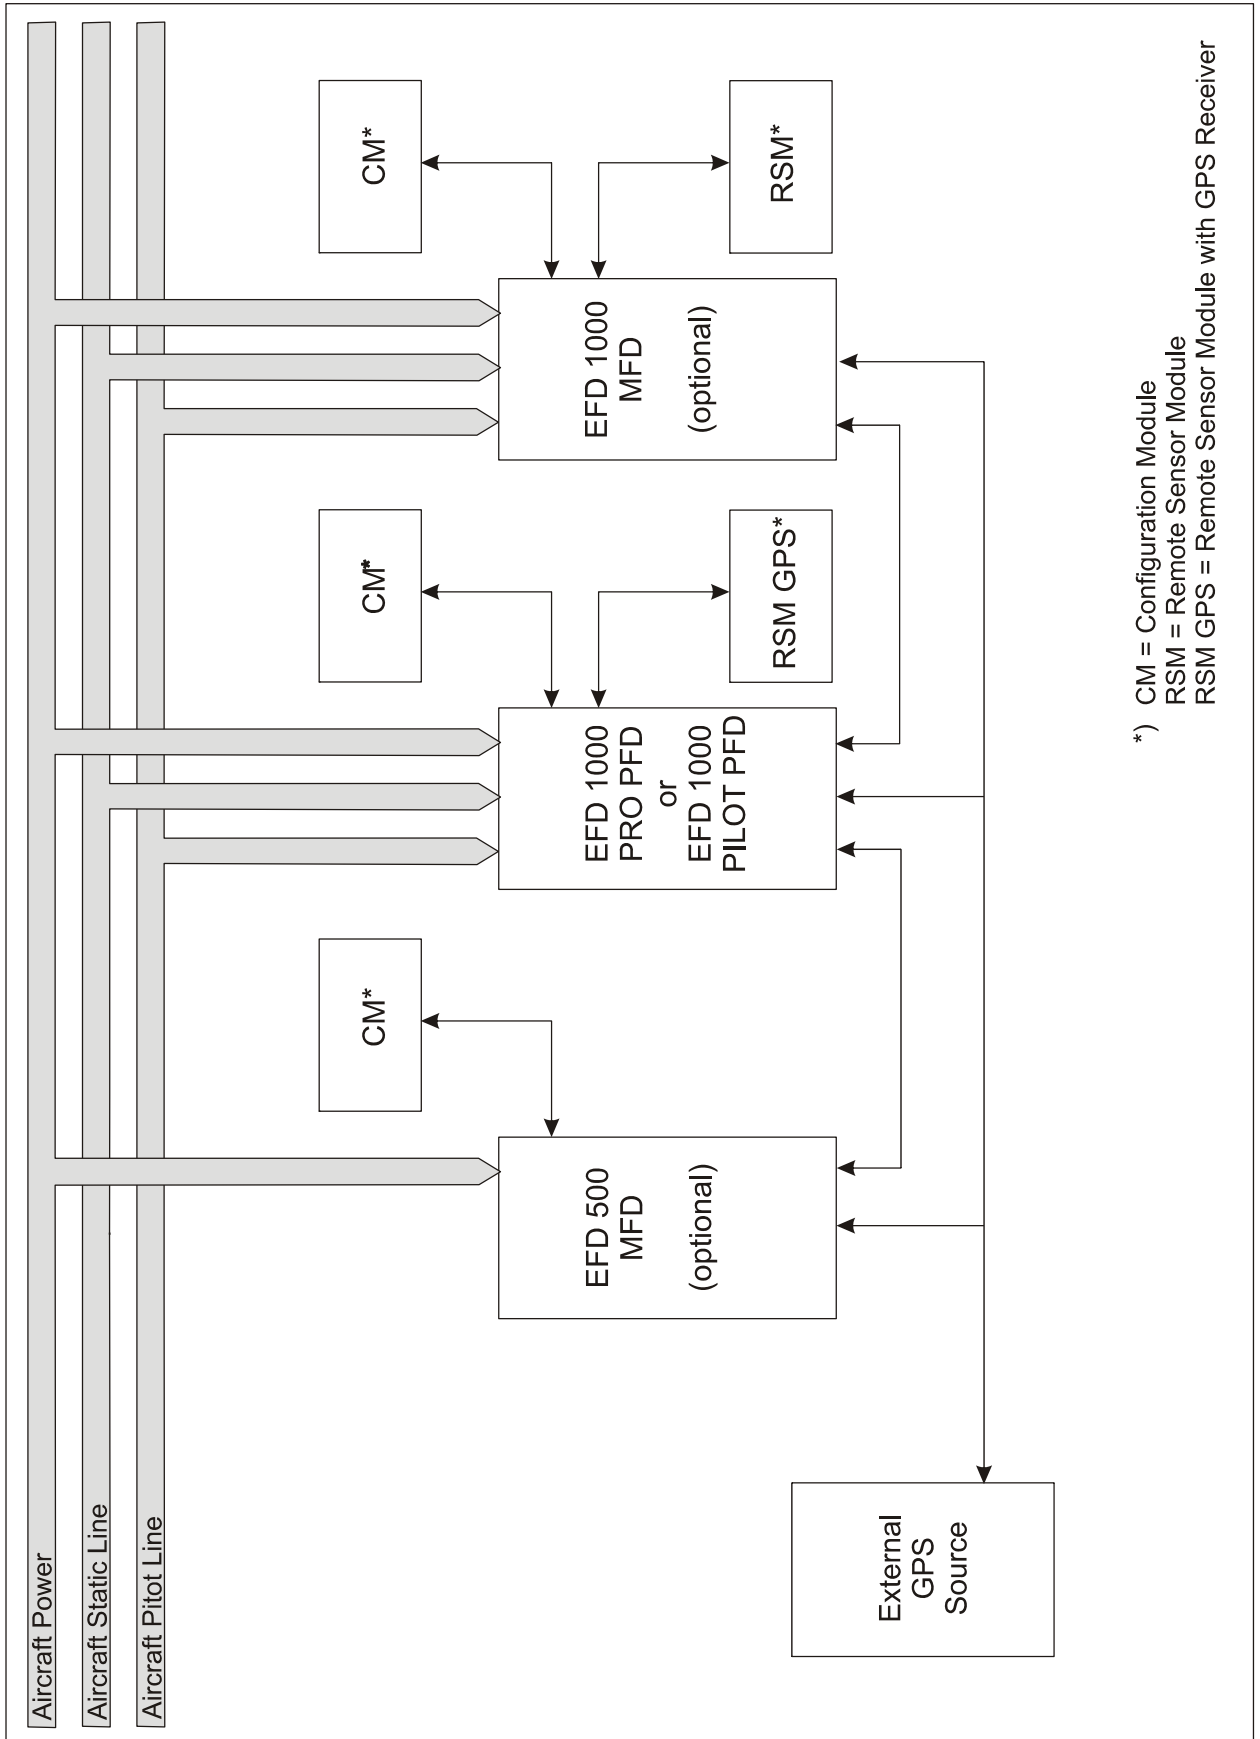 Aircraft Power
Aircraft Static Line
Aircraft Pitot Line
CM*
CM*
CM*
EFD 500
MFD
(optional)
EFD 1000
PRO PFD
or
EFD 1000
PILOT PFD
EFD 1000
MFD
(optional)
RSM GPS*
RSM*
External
GPS
Source
*) CM = Configuration Module
RSM = Remote Sensor Module
RSM GPS = Remote Sensor Module with GPS Receiver